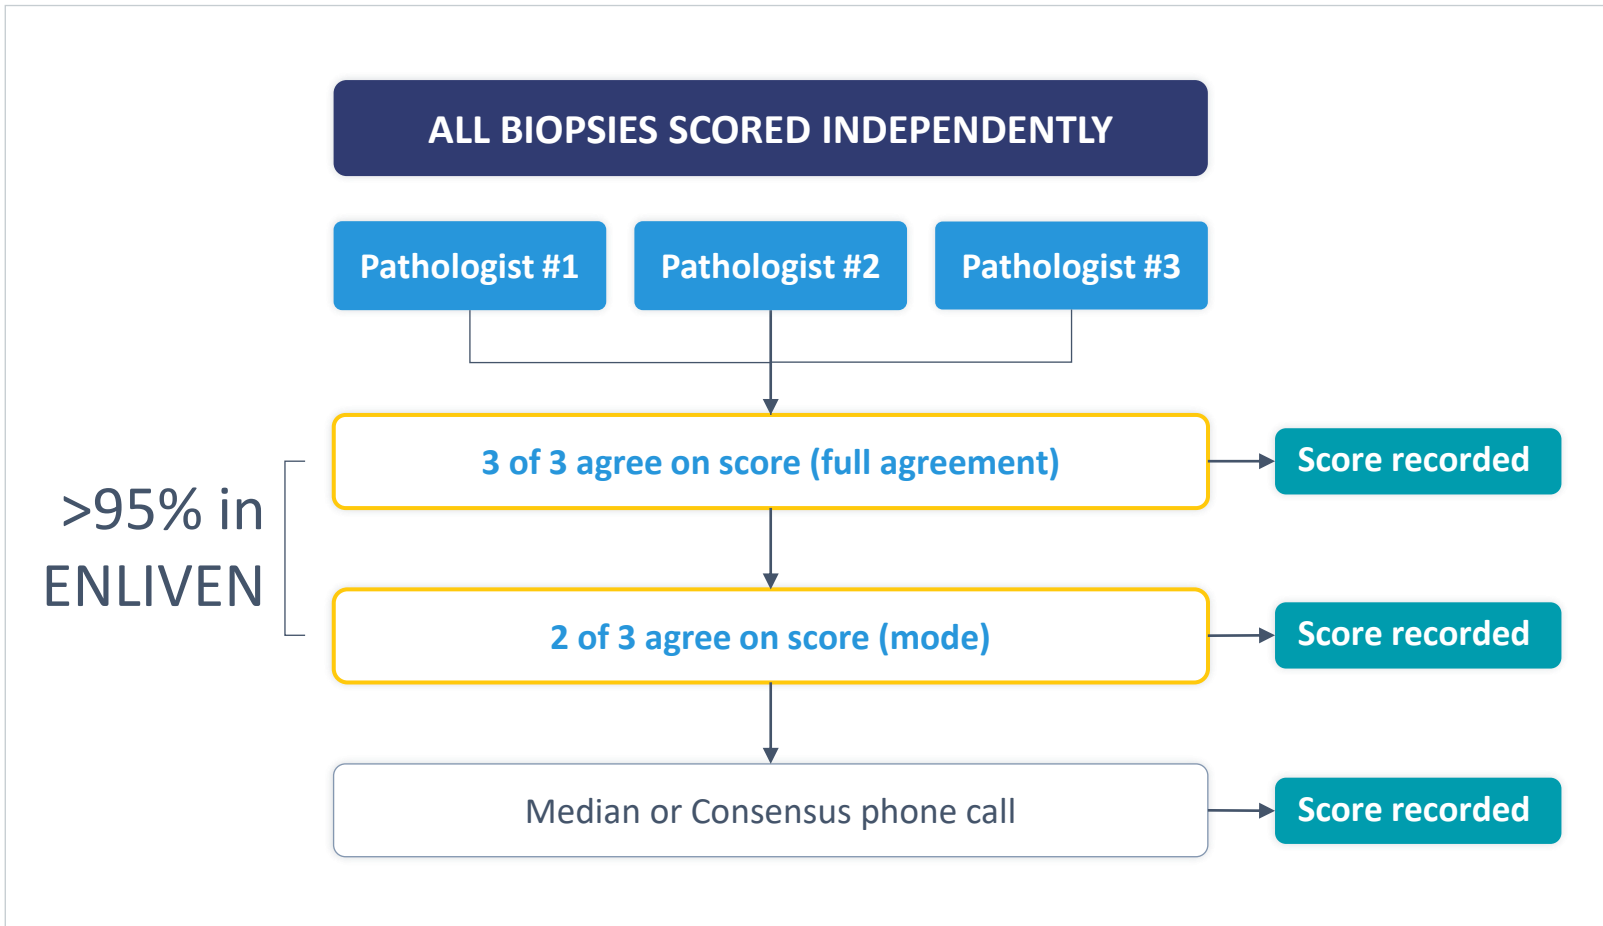 ALL BIOPSIES SCORED INDEPENDENTLY
Pathologist #1
Pathologist #2
Pathologist #3
3 of 3 agree on score (full agreement)
Score recorded
>95% in
ENLIVEN
2 of 3 agree on score (mode)
Score recorded
Median or Consensus phone call
Score recorded